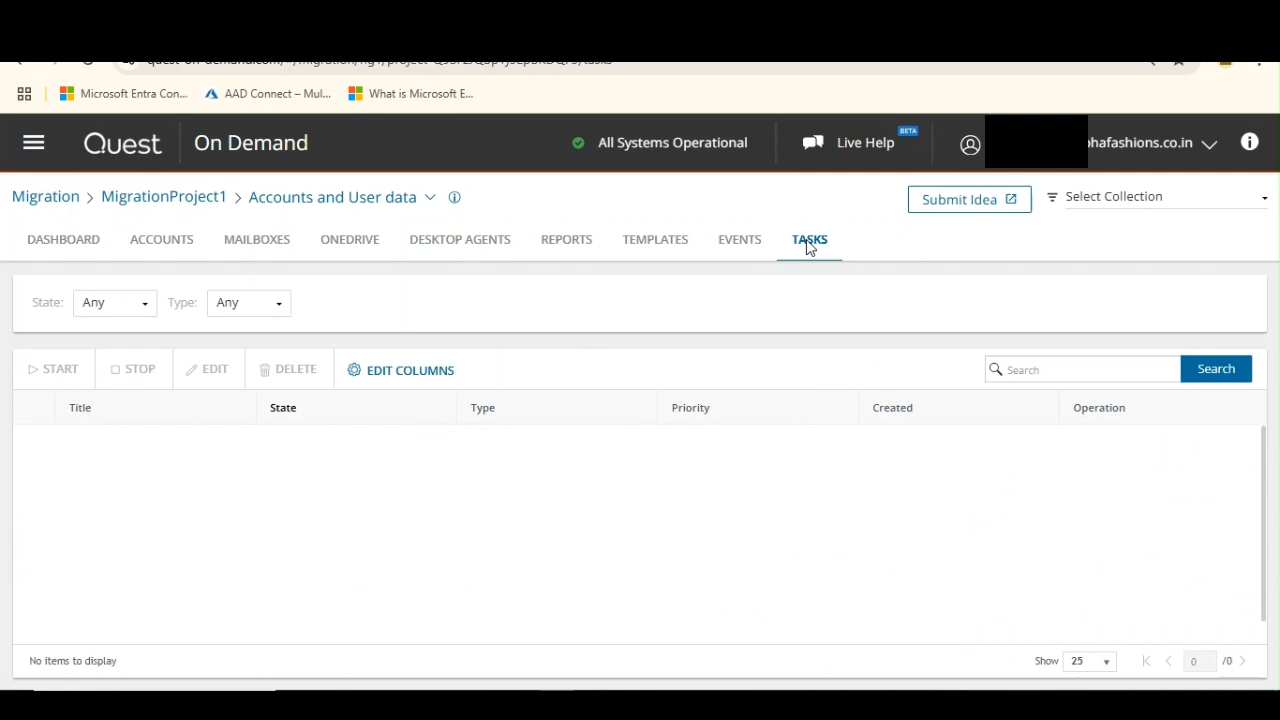 Microsoft Entra Con... AAD Connect – Mul... What is Microsoft E...
Quest On Demand All Systems Operational Live Help BETA hafashions.co.in
Migration > MigrationProject1 > Accounts and User data Submit Idea Select Collection
DASHBOARD ACCOUNTS MAILBOXES ONEDRIVE DESKTOP AGENTS REPORTS TEMPLATES EVENTS TASKS
State: Any Type: Any
START STOP EDIT DELETE EDIT COLUMNS Search Search
Title State Type Priority Created Operation
No items to display Show 25 0 /0